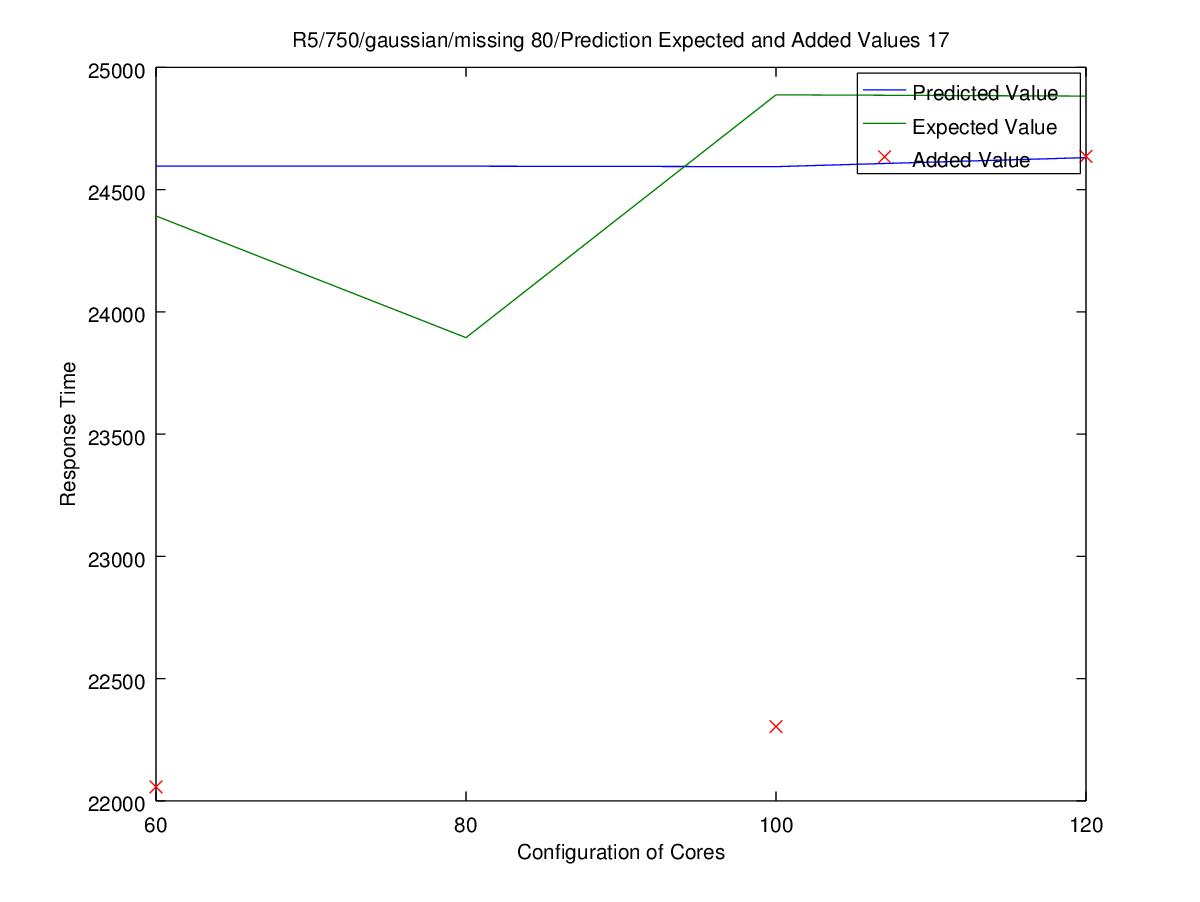 R5/750/gaussian/missing 80/Prediction Expected and Added Values 17
25000
24500
24000
23500
23000
22500
22000
Response Time
Predicted Value
Expected Value
Added Value
60 80 100 120
Configuration of Cores